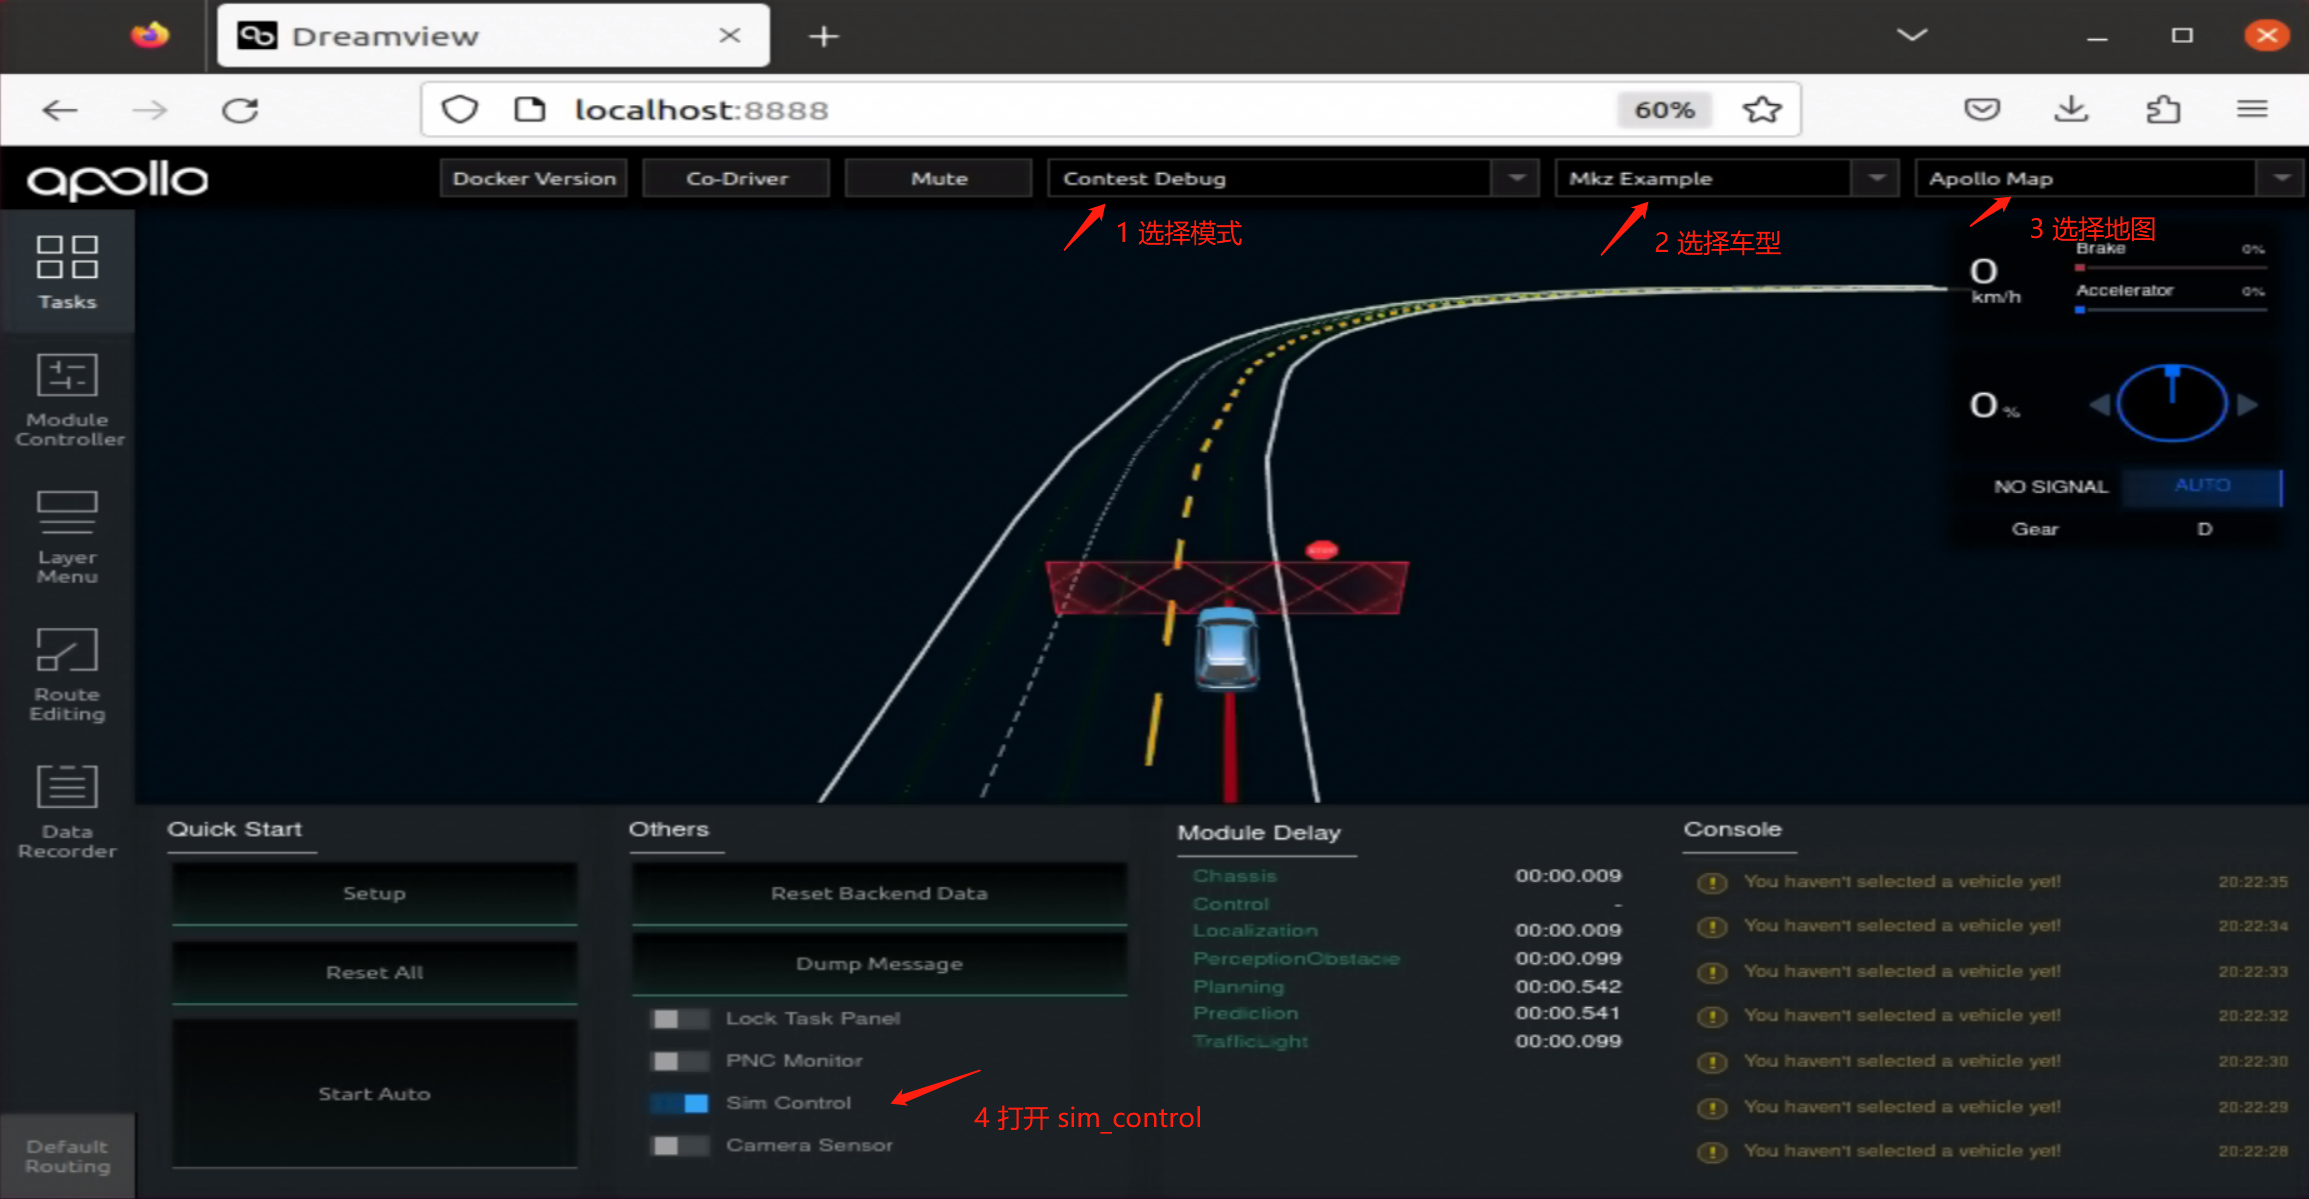 Dreamview
localhost:8888
60%
apollo
Docker Version
Co-Driver
Mute
Contest Debug
Mkz Example
Apollo Map
1 选择模式
2 选择车型
3 选择地图
Tasks
Module
Controller
Layer
Menu
Route
Editing
Data
Recorder
Default
Routing
0
km/h
Brake
0%
Accelerator
0%
0 %
NO SIGNAL
AUTO
Gear
D
STOP
Quick Start
Setup
Reset All
Start Auto
Others
Reset Backend Data
Dump Message
Lock Task Panel
PNC Monitor
Sim Control
Camera Sensor
4 打开 sim_control
Module Delay
Chassis 00:00.009
Control -
Localization 00:00.009
PerceptionObstacle 00:00.099
Planning 00:00.542
Prediction 00:00.541
TrafficLight 00:00.099
Console
You haven't selected a vehicle yet! 20:22:35
You haven't selected a vehicle yet! 20:22:34
You haven't selected a vehicle yet! 20:22:33
You haven't selected a vehicle yet! 20:22:32
You haven't selected a vehicle yet! 20:22:30
You haven't selected a vehicle yet! 20:22:29
You haven't selected a vehicle yet! 20:22:28